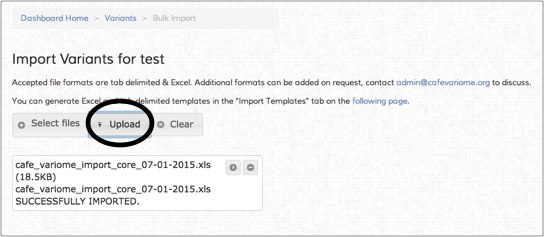 Dashboard Home > Variants > Bulk Import
Import Variants for test
Accepted file formats are tab delimited & Excel. Additional formats can be added on request, contact admin@cafevariome.org to discuss.
You can generate Excel delimited templates in the "Import Templates" tab on the following page.
Select files Upload Clear
cafe_variome_import_core_07-01-2015.xls
(18.5KB)
cafe_variome_import_core_07-01-2015.xls
SUCCESSFULLY IMPORTED.